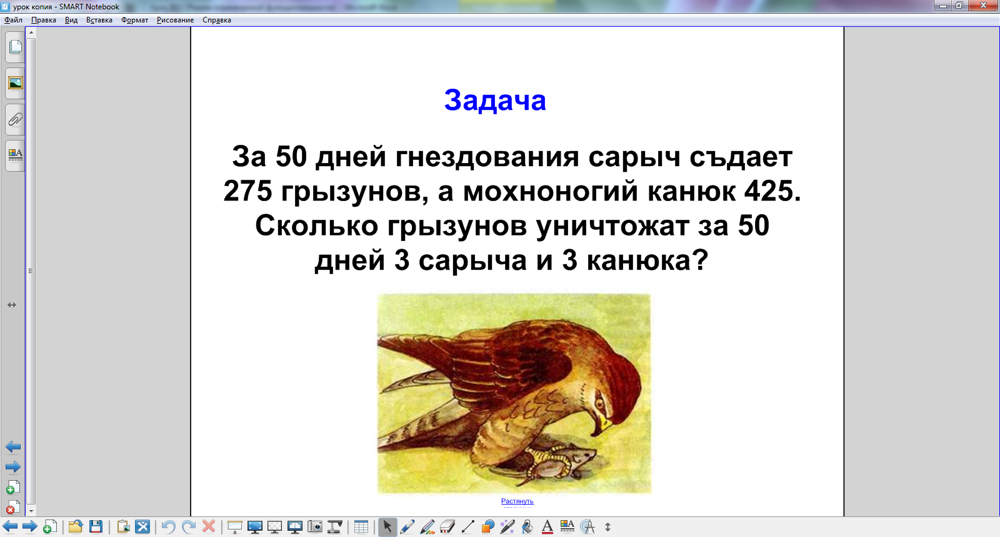 урок копия - SMART Notebook
Файл Правка Вид Вставка Формат Рисование Справка
Задача
За 50 дней гнездования сарыч съдает
275 грызунов, а мохноногий канюк 425.
Сколько грызунов уничтожат за 50
дней 3 сарыча и 3 канюка?
Растянуть